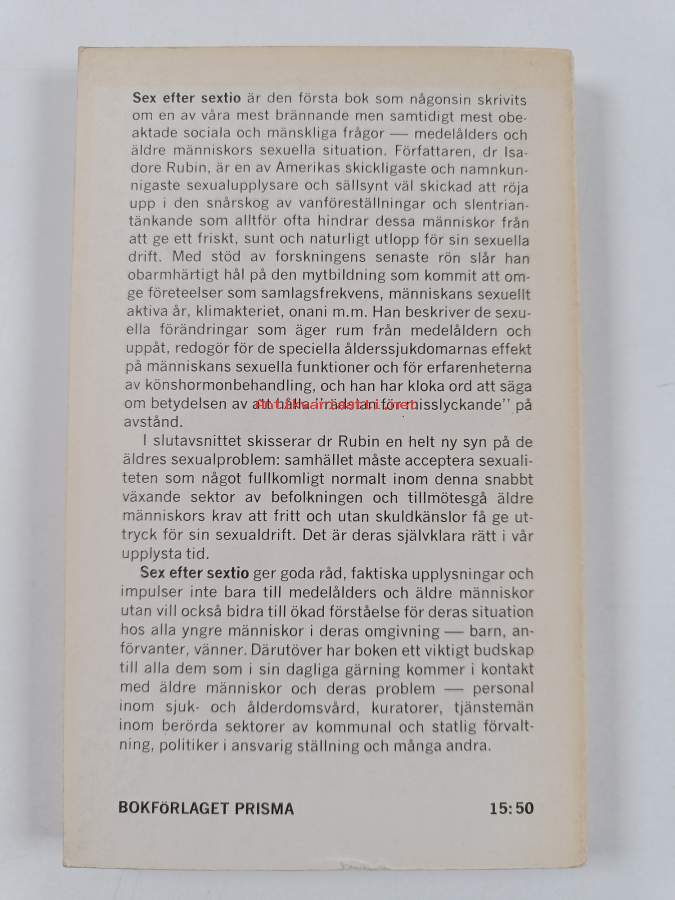 Sex efter sextio är den första bok som någonsin skrivits
om en av våra mest brännande men samtidigt mest obe-
aktade sociala och mänskliga frågor — medelålders och
äldre människors sexuella situation. Författaren, dr Isa-
dore Rubin, är en av Amerikas skickligaste och namnkun-
nigaste sexualupplysare och sällsynt väl skickad att röja
upp i den snårskog av vanföreställningar och slentrian-
tänkande som alltför ofta hindrar dessa människor från
att ge ett friskt, sunt och naturligt utlopp för sin sexuella
drift. Med stöd av forskningens senaste rön slår han
obarmhärtigt hål på den mytbildning som kommit att om-
ge företeelser som samlagsfrekvens, människans sexuellt
aktiva år, klimakteriet, onani m.m. Han beskriver de sexu-
ella förändringar som äger rum från medelåldern och
uppåt, redogör för de speciella ålderssjukdomarnas effekt
på människans sexuella funktioner och för erfarenheterna
av könshormonbehandling, och han har kloka ord att säga
om betydelsen av att hålla "rädslan för misslyckande" på
avstånd.
I slutavsnittet skisserar dr Rubin en helt ny syn på de
äldres sexualproblem: samhället måste acceptera sexuali-
teten som något fullkomligt normalt inom denna snabbt
växande sektor av befolkningen och tillmötesgå äldre
människors krav att fritt och utan skuldkänslor få ge ut-
tryck för sin sexualdrift. Det är deras självklara rätt i vår
upplysta tid.
Sex efter sextio ger goda råd, faktiska upplysningar och
impulser inte bara till medelålders och äldre människor
utan vill också bidra till ökad förståelse för deras situation
hos alla yngre människor i deras omgivning — barn, an-
förvanter, vänner. Därutöver har boken ett viktigt budskap
till alla dem som i sin dagliga gärning kommer i kontakt
med äldre människor och deras problem — personal
inom sjuk- och ålderdomsvård, kuratorer, tjänstemän
inom berörda sektorer av kommunal och statlig förvalt-
ning, politiker i ansvarig ställning och många andra.
BOKFÖRLAGET PRISMA 15:50